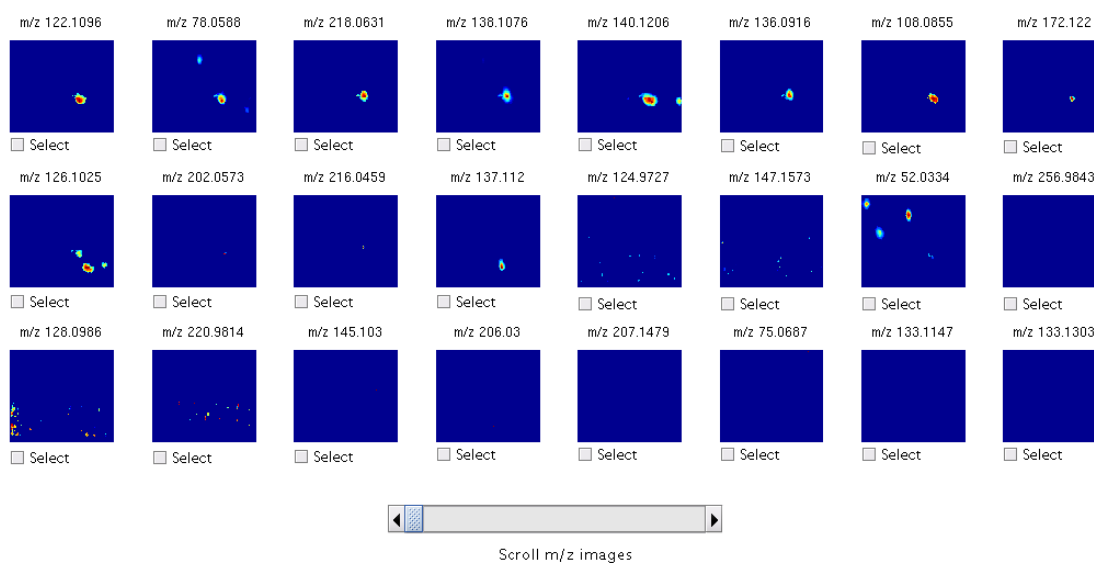 m/z 122.1096 m/z 78.0588 m/z 218.0631 m/z 138.1076 m/z 140.1206 m/z 136.0916 m/z 108.0855 m/z 172.122
Select Select Select Select Select Select Select Select
m/z 126.1025 m/z 202.0573 m/z 216.0459 m/z 137.112 m/z 124.9727 m/z 147.1573 m/z 52.0334 m/z 256.9843
Select Select Select Select Select Select Select Select
m/z 128.0986 m/z 220.9814 m/z 145.103 m/z 206.03 m/z 207.1479 m/z 75.0687 m/z 133.1147 m/z 133.1303
Select Select Select Select Select Select Select Select
Scroll m/z images